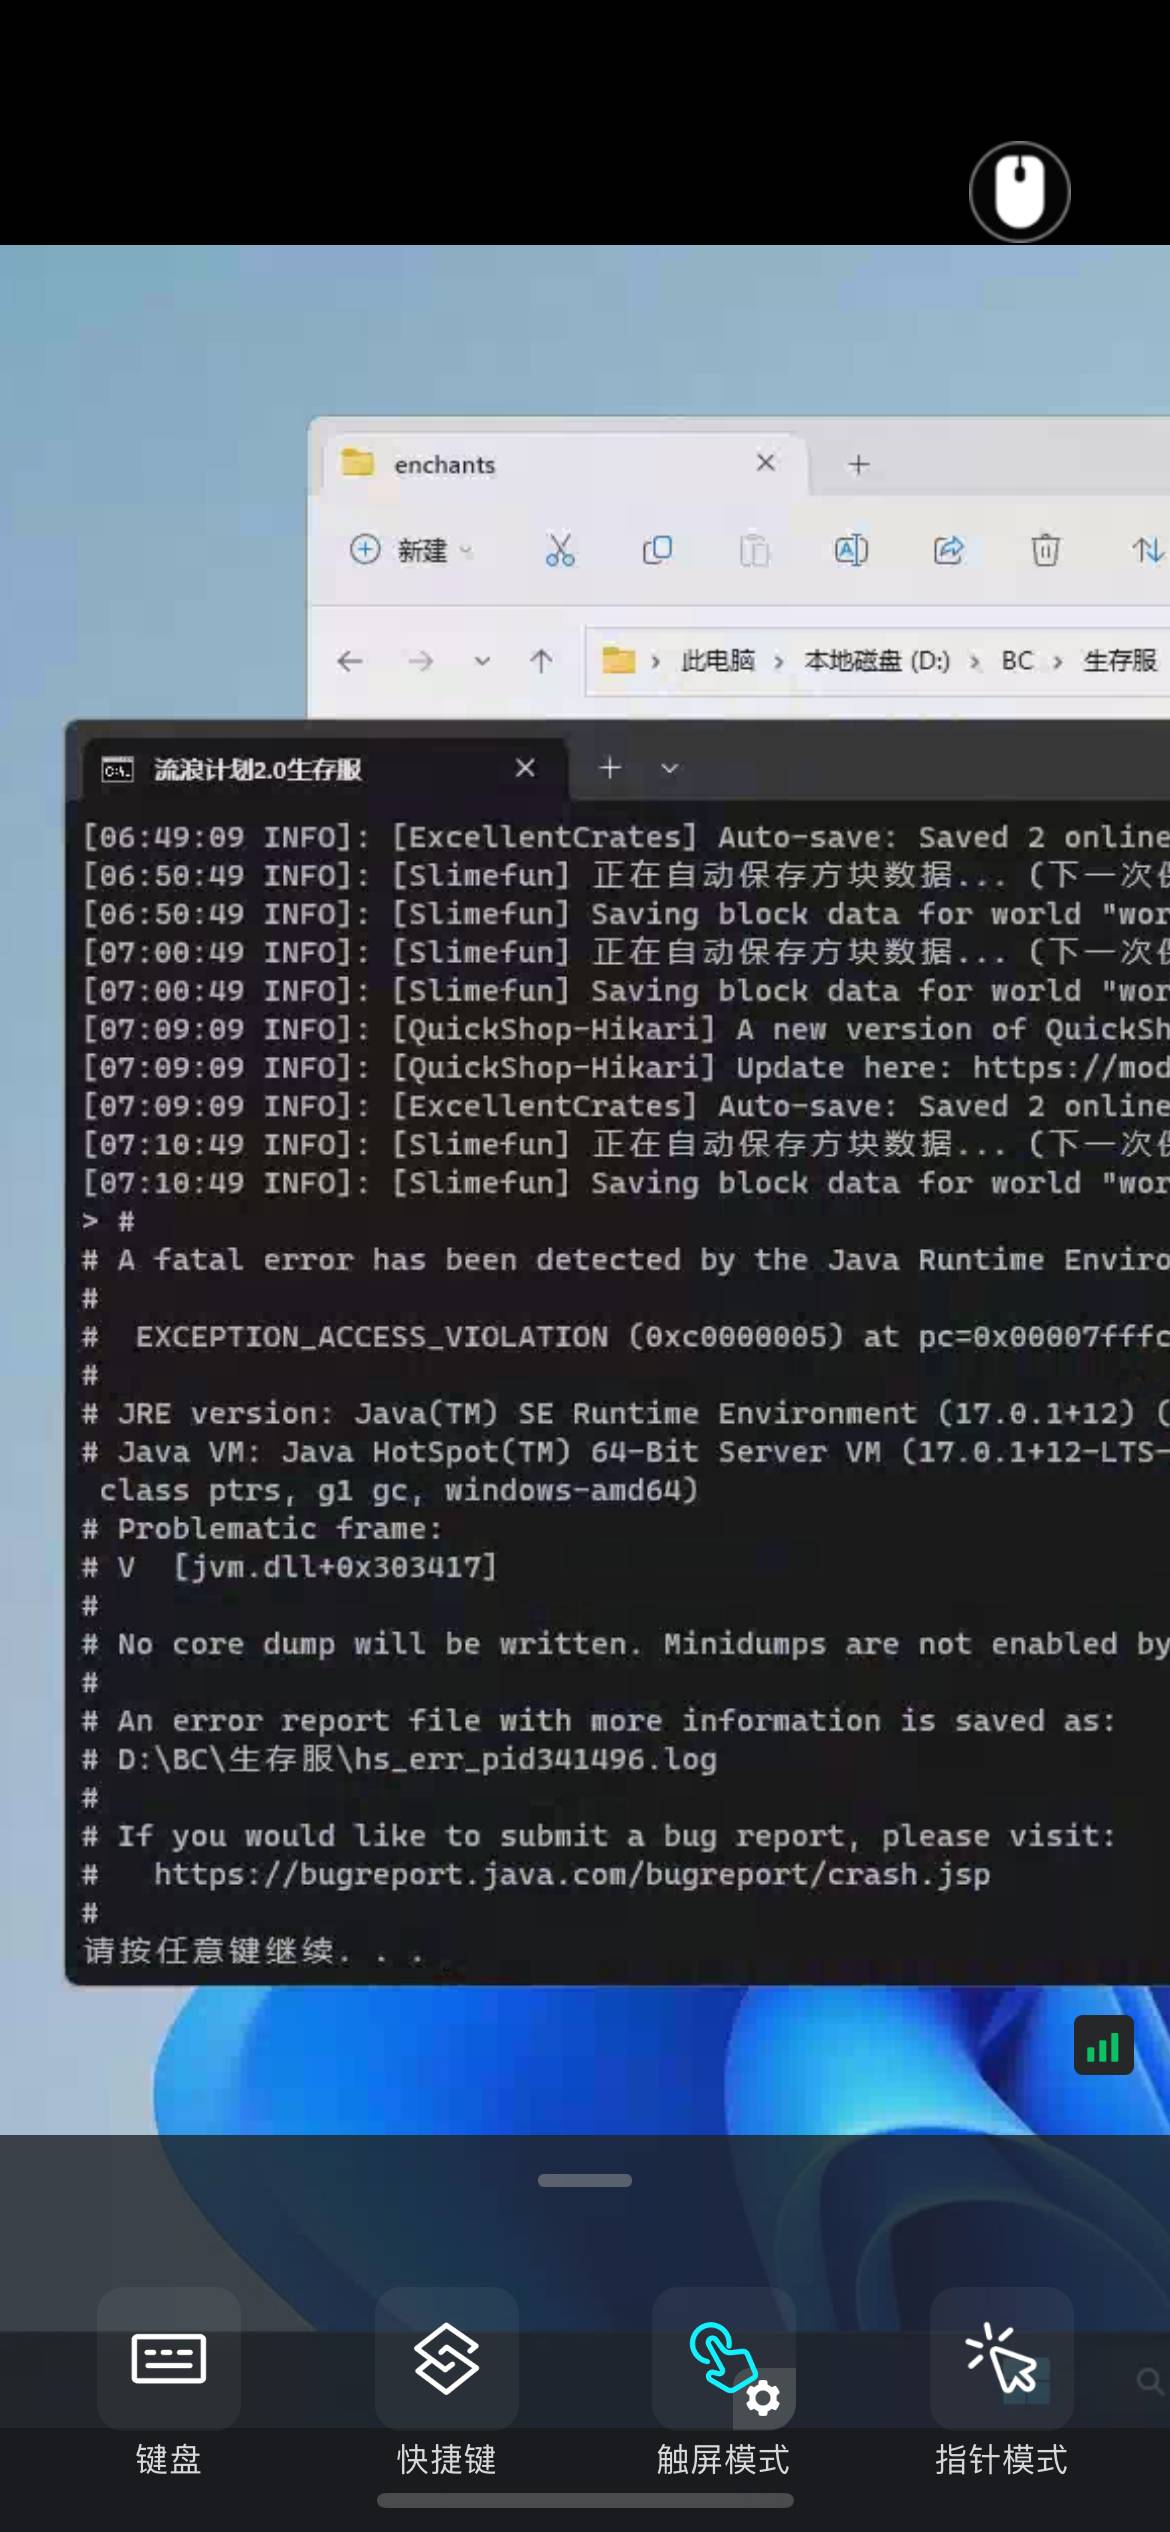 enchants
新建
此电脑 › 本地磁盘 (D:) › BC › 生存服
流浪计划2.0生存服
[06:49:09 INFO]: [ExcellentCrates] Auto-save: Saved 2 online
[06:50:49 INFO]: [Slimefun] 正在自动保存方块数据... (下一次
[06:50:49 INFO]: [Slimefun] Saving block data for world "wor
[07:00:49 INFO]: [Slimefun] 正在自动保存方块数据... (下一次
[07:00:49 INFO]: [Slimefun] Saving block data for world "wor
[07:09:09 INFO]: [QuickShop-Hikari] A new version of QuickSh
[07:09:09 INFO]: [QuickShop-Hikari] Update here: https://mod
[07:09:09 INFO]: [ExcellentCrates] Auto-save: Saved 2 online
[07:10:49 INFO]: [Slimefun] 正在自动保存方块数据... (下一次
[07:10:49 INFO]: [Slimefun] Saving block data for world "wor
> #
# A fatal error has been detected by the Java Runtime Enviro
#
#  EXCEPTION_ACCESS_VIOLATION (0xc0000005) at pc=0x00007fffc
#
# JRE version: Java(TM) SE Runtime Environment (17.0.1+12) (
# Java VM: Java HotSpot(TM) 64-Bit Server VM (17.0.1+12-LTS-
class ptrs, g1 gc, windows-amd64)
# Problematic frame:
# V  [jvm.dll+0x303417]
#
# No core dump will be written. Minidumps are not enabled by
#
# An error report file with more information is saved as:
# D:\BC\生存服\hs_err_pid341496.log
#
# If you would like to submit a bug report, please visit:
#   https://bugreport.java.com/bugreport/crash.jsp
#
请按任意键继续. . .
键盘
快捷键
触屏模式
指针模式